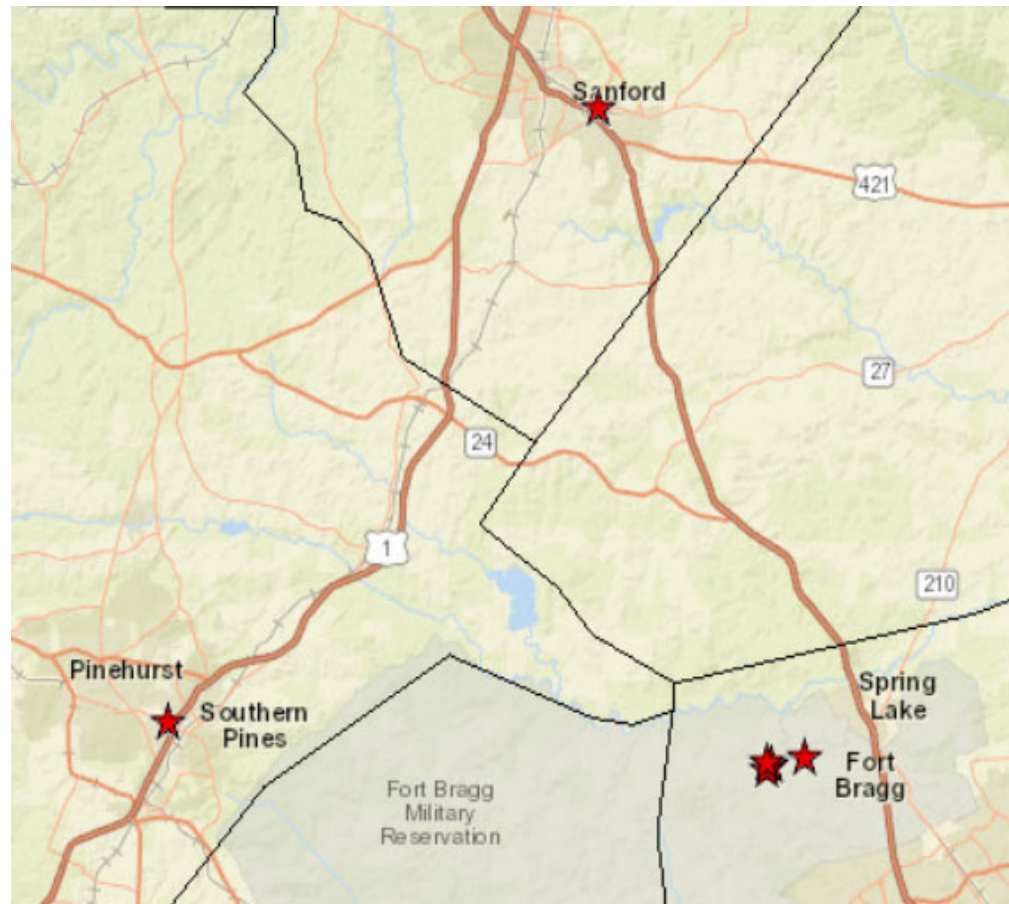 Sanford
421
27
24
1
210
Pinehurst
Southern
Pines
Spring
Lake
Fort
Bragg
Fort Bragg
Military
Reservation